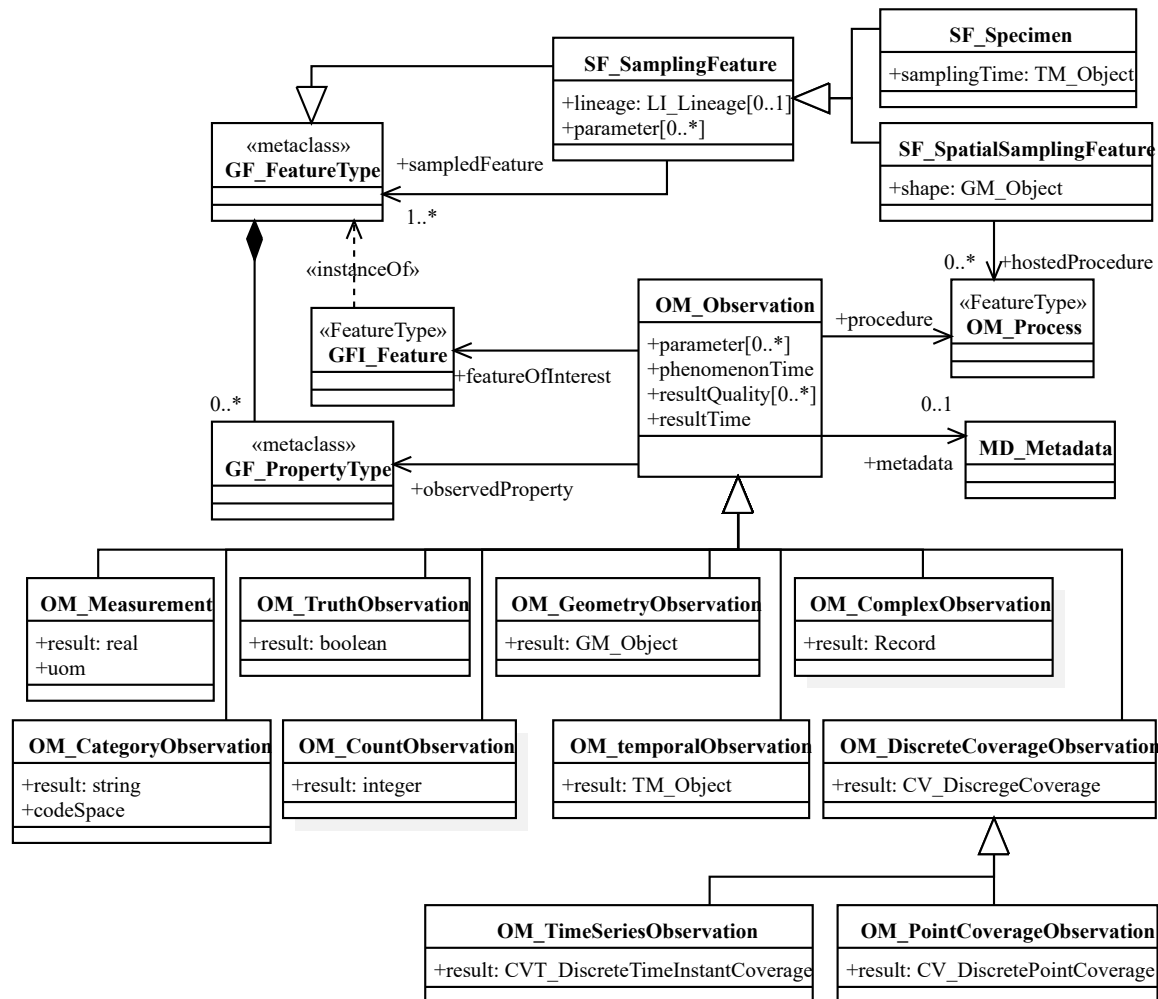 SF_Specimen
+samplingTime: TM_Object
SF_SamplingFeature
+lineage: LI_Lineage[0..1]
+parameter[0..*]
«metaclass»
GF_FeatureType
+sampledFeature
1..*
SF_SpatialSamplingFeature
+shape: GM_Object
0..*
+hostedProcedure
«instanceOf»
«FeatureType»
GFI_Feature
+featureOfInterest
OM_Observation
+parameter[0..*]
+phenomenonTime
+resultQuality[0..*]
+resultTime
+procedure
«FeatureType»
OM_Process
0..*
«metaclass»
GF_PropertyType
+observedProperty
0..1
+metadata
MD_Metadata
OM_Measurement
+result: real
+uom
OM_TruthObservation
+result: boolean
OM_GeometryObservation
+result: GM_Object
OM_ComplexObservation
+result: Record
OM_CategoryObservation
+result: string
+codeSpace
OM_CountObservation
+result: integer
OM_temporalObservation
+result: TM_Object
OM_DiscreteCoverageObservation
+result: CV_DiscregeCoverage
OM_TimeSeriesObservation
+result: CVT_DiscreteTimeInstantCoverage
OM_PointCoverageObservation
+result: CV_DiscretePointCoverage